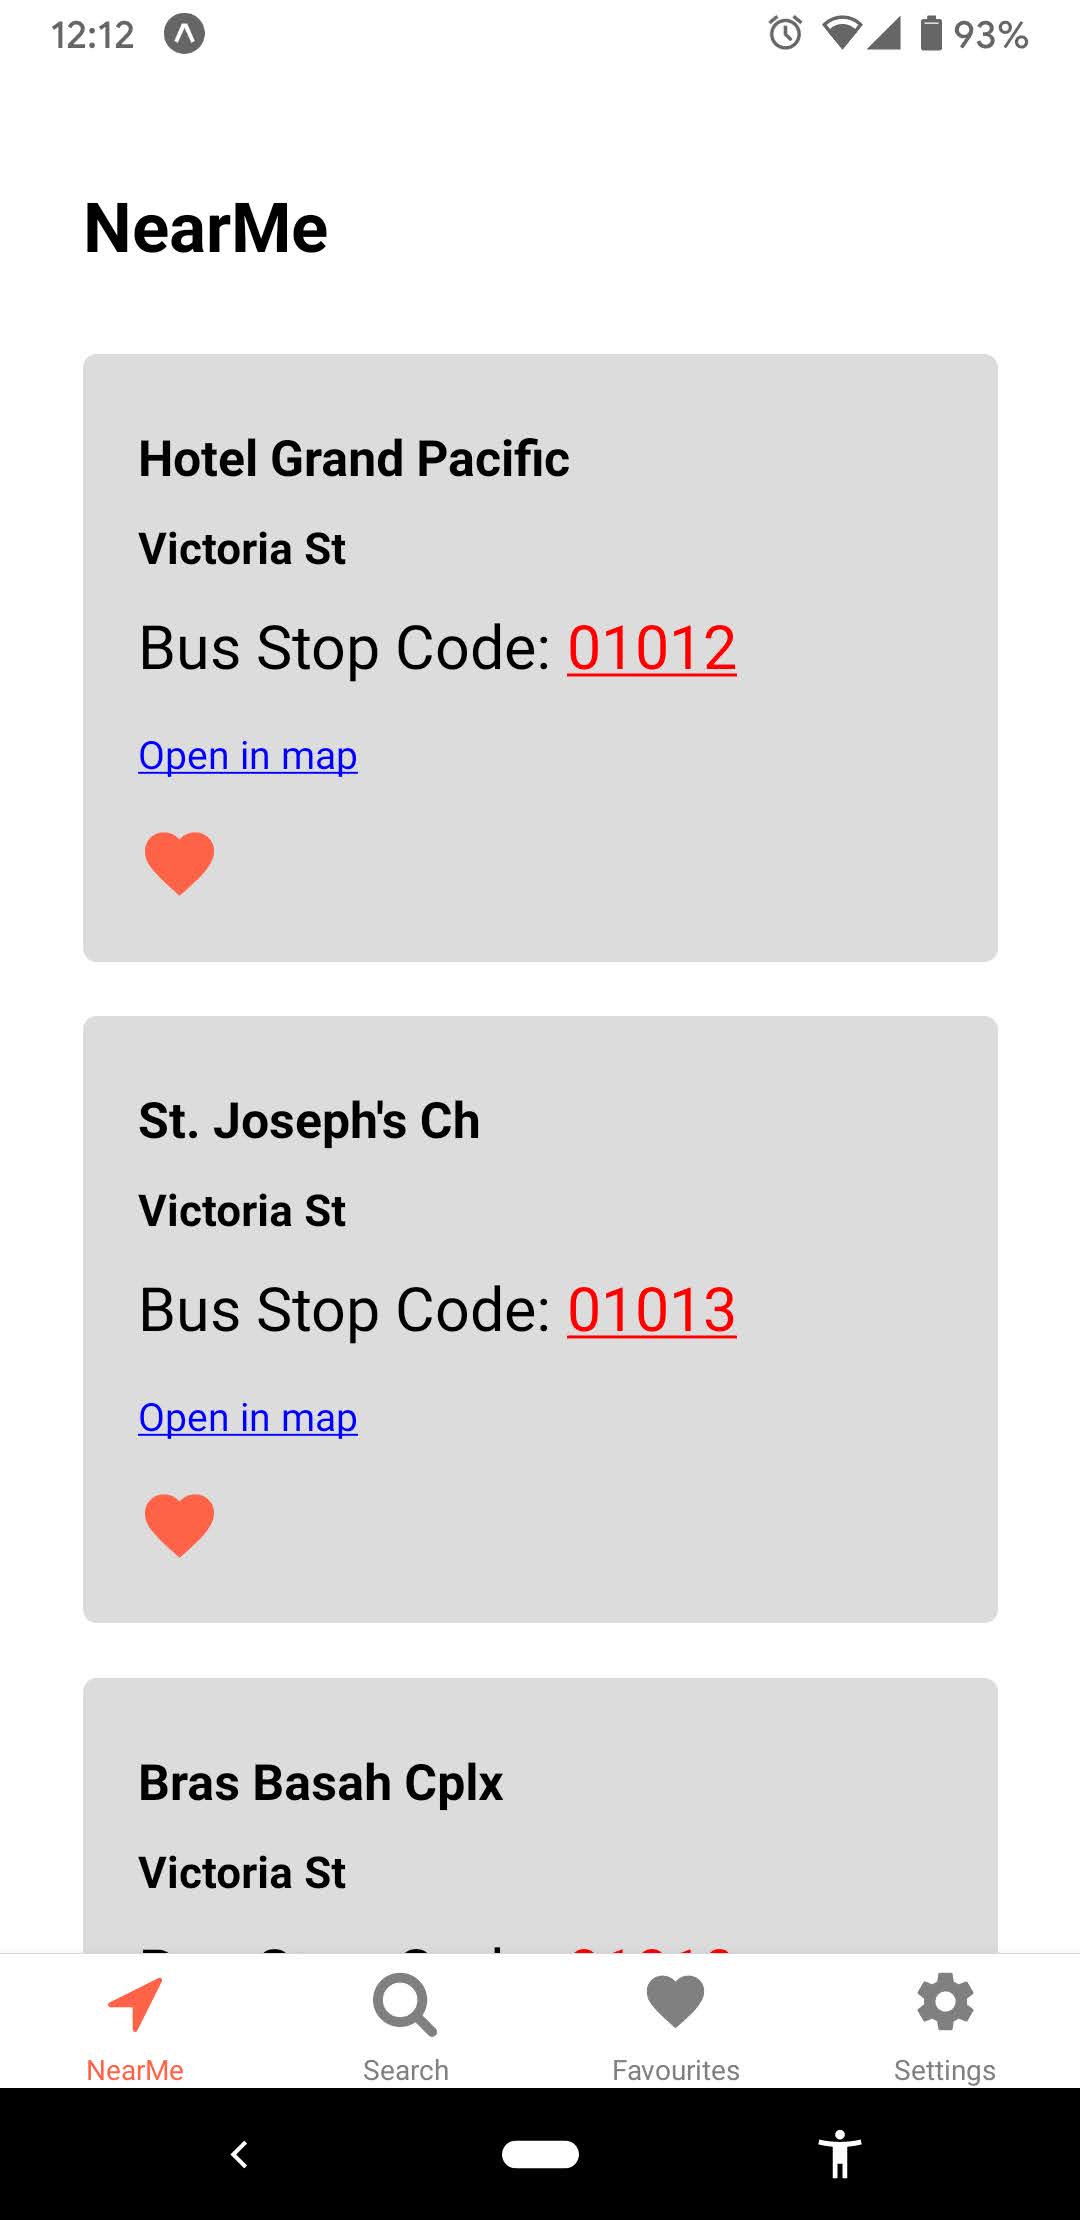 12:12
93%
NearMe
Hotel Grand Pacific
Victoria St
Bus Stop Code: 01012
Open in map
St. Joseph's Ch
Victoria St
Bus Stop Code: 01013
Open in map
Bras Basah Cplx
Victoria St
NearMe
Search
Favourites
Settings